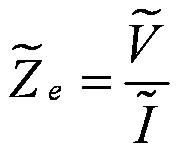 Z̃ₑ = Ṽ / Ĩ